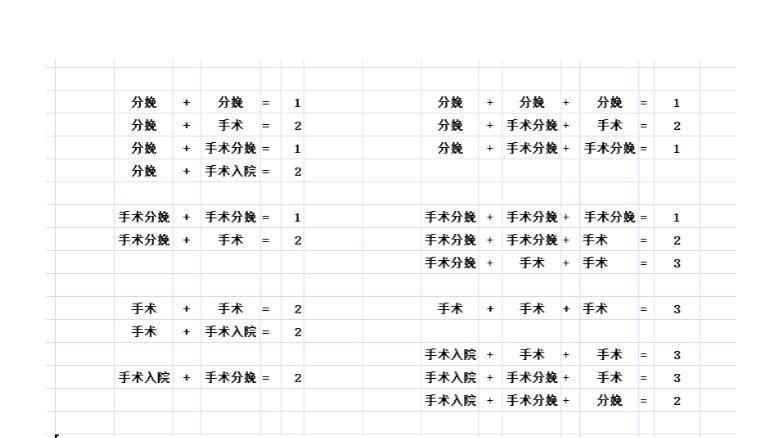 分娩 + 分娩 = 1 分娩 + 分娩 + 分娩 = 1
分娩 + 手术 = 2 分娩 + 手术分娩 + 手术 = 2
分娩 + 手术分娩 = 1 分娩 + 手术分娩 + 手术分娩 = 1
分娩 + 手术入院 = 2
手术分娩 + 手术分娩 = 1 手术分娩 + 手术分娩 + 手术分娩 = 1
手术分娩 + 手术 = 2 手术分娩 + 手术分娩 + 手术 = 2
手术分娩 + 手术 + 手术 = 3
手术 + 手术 = 2 手术 + 手术 + 手术 = 3
手术 + 手术入院 = 2
手术入院 + 手术 + 手术 = 3
手术入院 + 手术分娩 = 2 手术入院 + 手术分娩 + 手术 = 3
手术入院 + 手术分娩 + 分娩 = 2